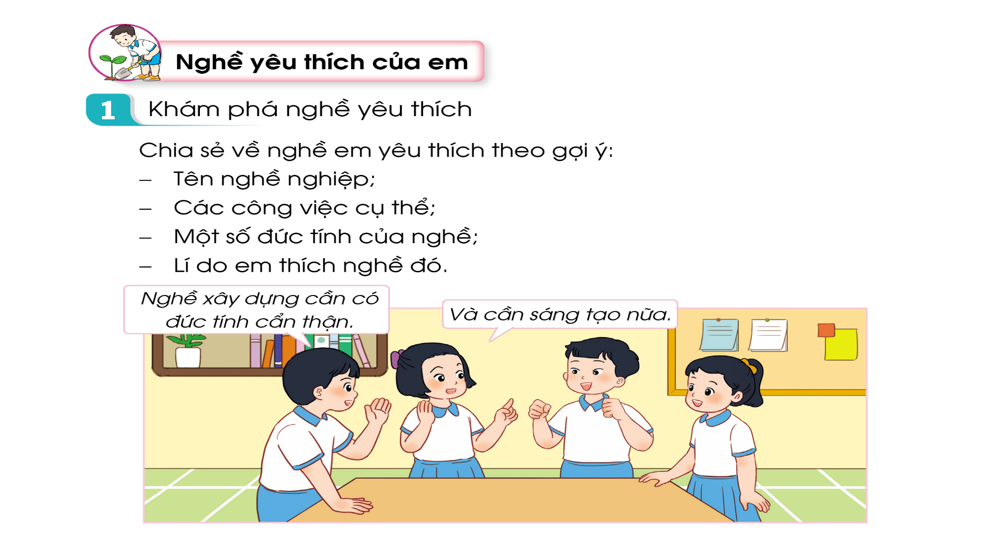 Nghề yêu thích của em
1 Khám phá nghề yêu thích
Chia sẻ về nghề em yêu thích theo gợi ý:
– Tên nghề nghiệp;
– Các công việc cụ thể;
– Một số đức tính của nghề;
– Lí do em thích nghề đó.
Nghề xây dựng cần có
đức tính cẩn thận.
Và cần sáng tạo nữa.